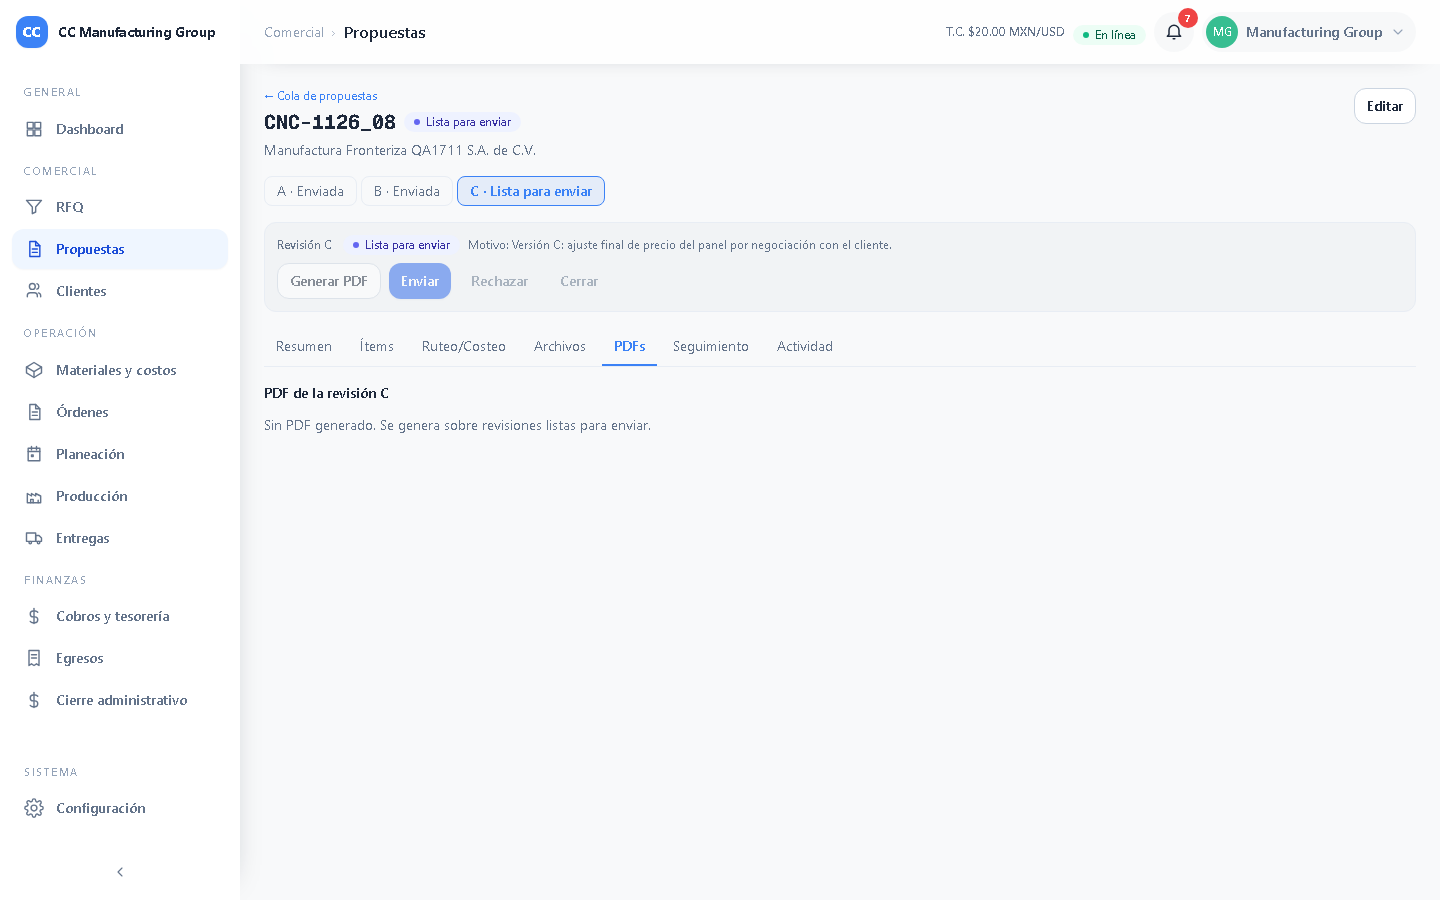 CC
CC Manufacturing Group
GENERAL
Dashboard
COMERCIAL
RFQ
Propuestas
Clientes
OPERACIÓN
Materiales y costos
Órdenes
Planeación
Producción
Entregas
FINANZAS
Cobros y tesorería
Egresos
Cierre administrativo
SISTEMA
Configuración
Comercial › Propuestas
T.C. $20.00 MXN/USD
En línea
7
MG
Manufacturing Group
← Cola de propuestas
Editar
CNC-1126_08
Lista para enviar
Manufactura Fronteriza QA1711 S.A. de C.V.
A · Enviada
B · Enviada
C · Lista para enviar
Revisión C
Lista para enviar
Motivo: Versión C: ajuste final de precio del panel por negociación con el cliente.
Generar PDF
Enviar
Rechazar
Cerrar
Resumen
Ítems
Ruteo/Costeo
Archivos
PDFs
Seguimiento
Actividad
PDF de la revisión C
Sin PDF generado. Se genera sobre revisiones listas para enviar.